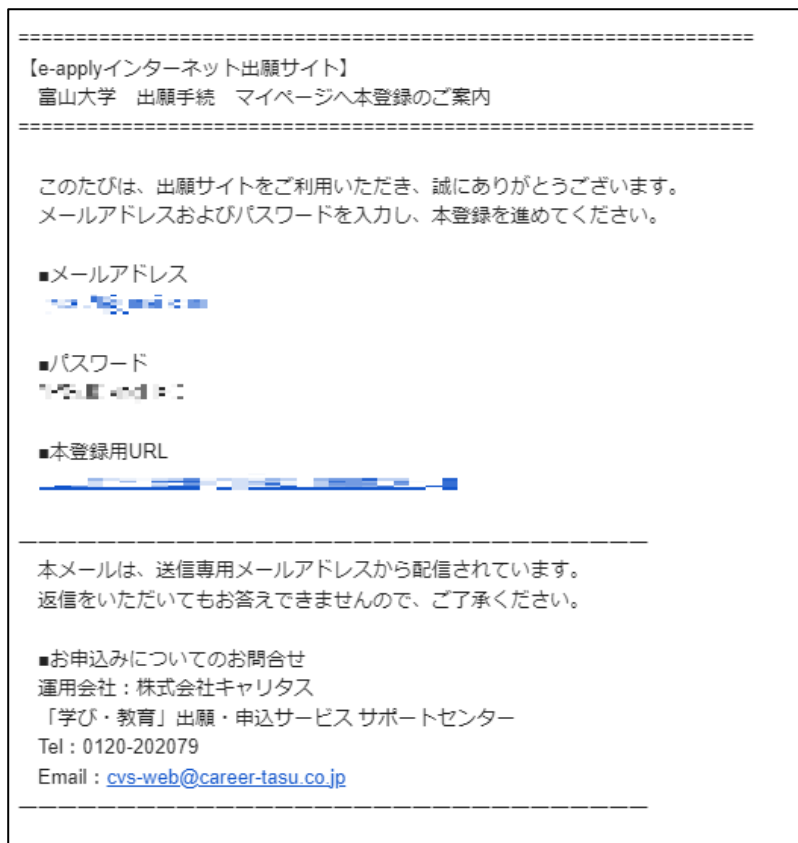 ================================================================
【e-applyインターネット出願サイト】
富山大学　出願手続　マイページへ本登録のご案内
================================================================
このたびは、出願サイトをご利用いただき、誠にありがとうございます。
メールアドレスおよびパスワードを入力し、本登録を進めてください。
■メールアドレス
■パスワード
■本登録用URL
――――――――――――――――――――――――――――――――
本メールは、送信専用メールアドレスから配信されています。
返信をいただいてもお答えできませんので、ご了承ください。
■お申込みについてのお問合せ
運用会社：株式会社キャリタス
「学び・教育」出願・申込サービス サポートセンター
Tel：0120-202079
Email：cvs-web@career-tasu.co.jp
――――――――――――――――――――――――――――――――